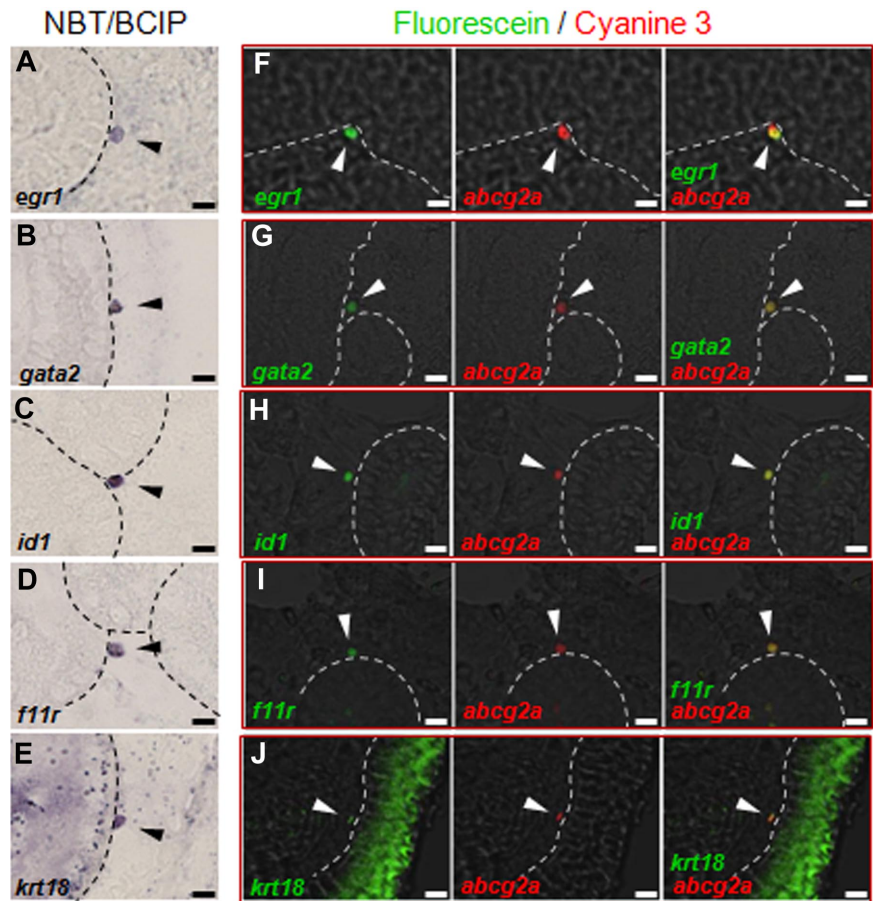 NBT/BCIP
Fluorescein / Cyanine 3
A
egr1
F
egr1
abcg2a
egr1
abcg2a
B
gata2
G
gata2
abcg2a
gata2
abcg2a
C
id1
H
id1
abcg2a
id1
abcg2a
D
f11r
I
f11r
abcg2a
f11r
abcg2a
E
krt18
J
krt18
abcg2a
krt18
abcg2a